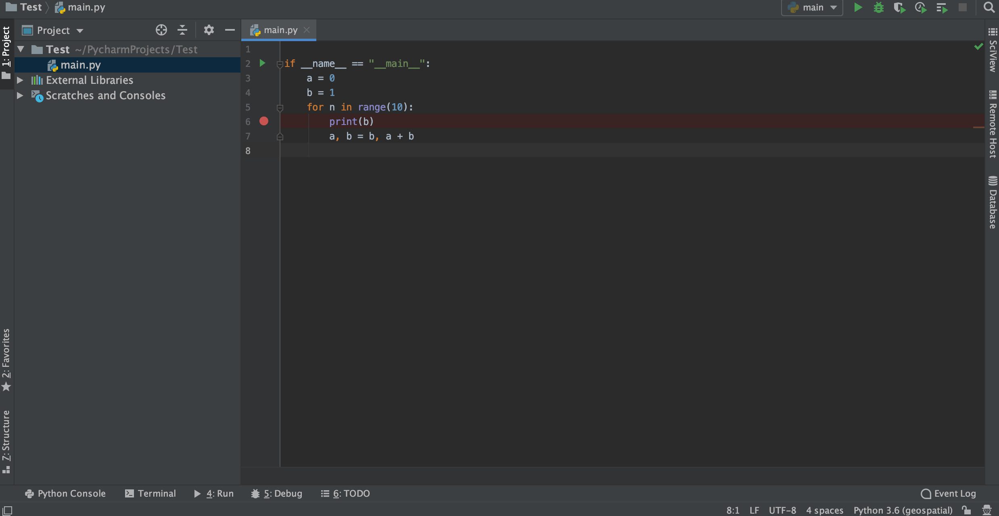 Test main.py
main
1: Project
Project
main.py
Test ~/PycharmProjects/Test
main.py
External Libraries
Scratches and Consoles
2: Favorites
7: Structure
1
2 if __name__ == "__main__":
3     a = 0
4     b = 1
5     for n in range(10):
6         print(b)
7         a, b = b, a + b
8
SciView
Remote Host
Database
Python Console Terminal 4: Run 5: Debug 6: TODO Event Log
8:1 LF UTF-8 4 spaces Python 3.6 (geospatial)